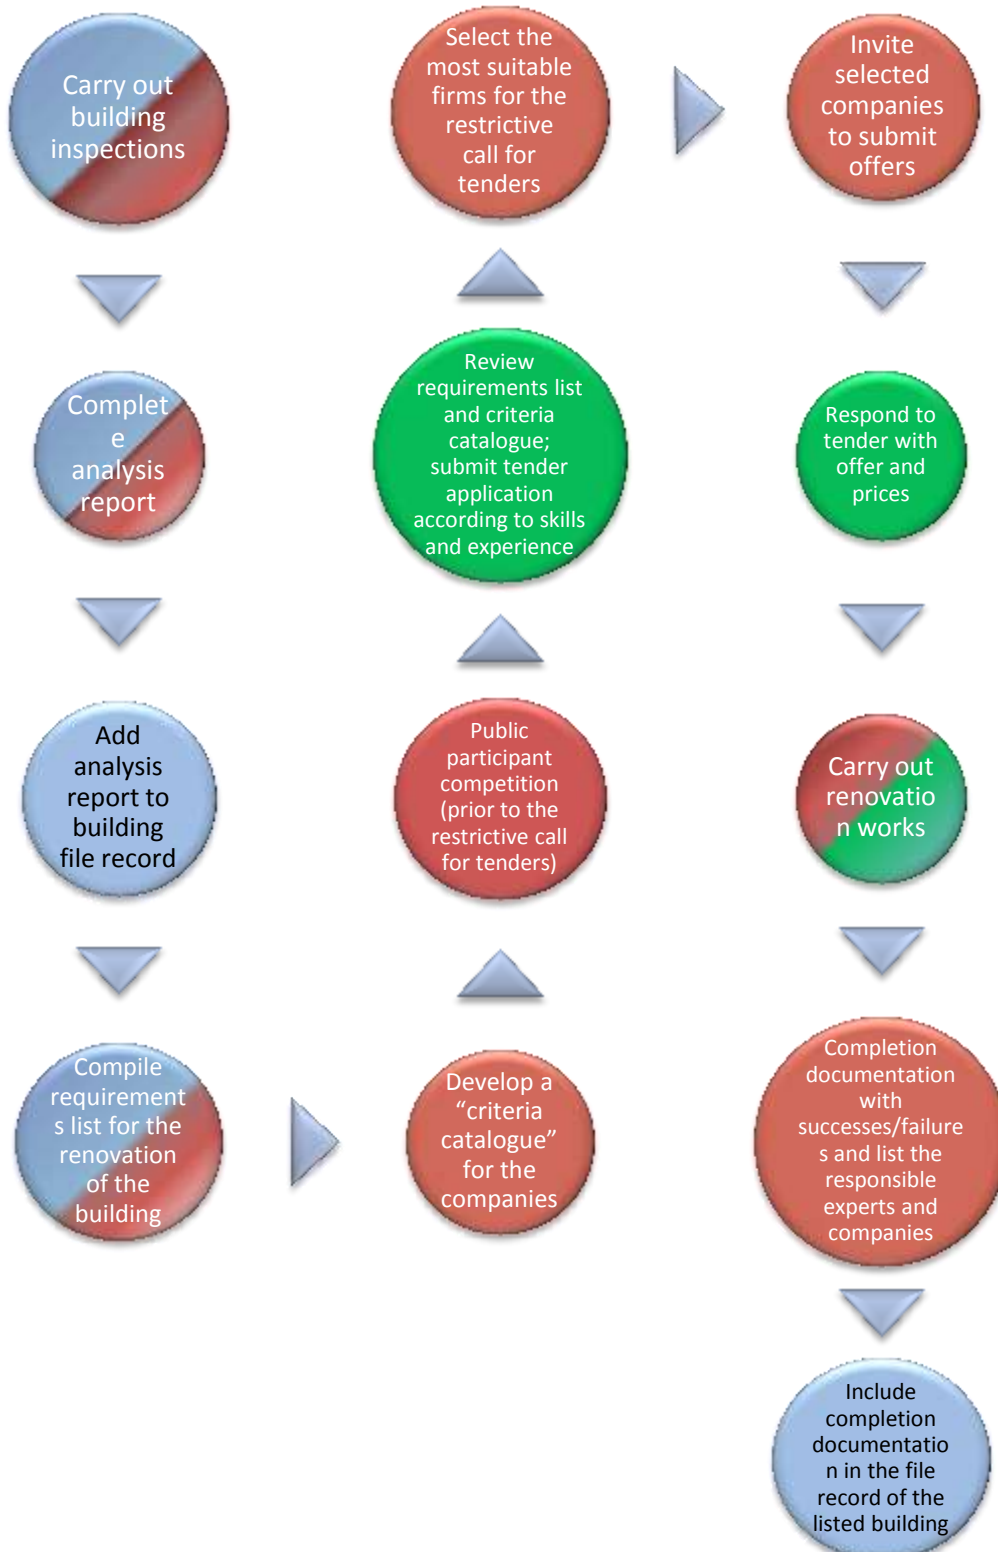 Carry out
building
inspections
Complet
e
analysis
report
Add
analysis
report to
building
file record
Compile
requirement
s list for the
renovation
of the
building
Develop a
“criteria
catalogue”
for the
companies
Public
participant
competition
(prior to the
restrictive call
for tenders)
Review
requirements list
and criteria
catalogue;
submit tender
application
according to skills
and experience
Select the
most suitable
firms for the
restrictive
call for
tenders
Invite
selected
companies
to submit
offers
Respond to
tender with
offer and
prices
Carry out
renovatio
n works
Completion
documentation
with
successes/failure
s and list the
responsible
experts and
companies
Include
completion
documentatio
n in the file
record of the
listed building